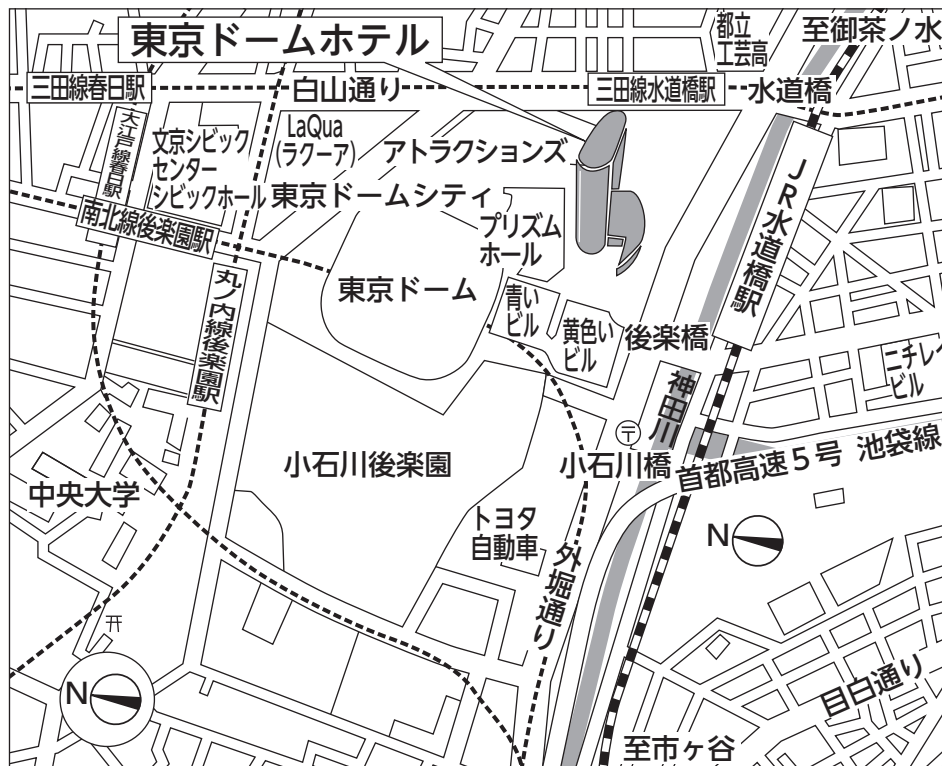 東京ドームホテル
都立
工芸高
至御茶ノ水
三田線春日駅
白山通り
三田線水道橋駅
水道橋
大江戸線春日駅
文京シビック
センター
シビックホール
LaQua
(ラクーア)
アトラクションズ
東京ドームシティ
JR水道橋駅
南北線後楽園駅
プリズム
ホール
丸ノ内線後楽園駅
東京ドーム
青い
ビル
黄色い
ビル
後楽橋
ニチレイ
ビル
神田川
〒
小石川後楽園
小石川橋
首都高速5号 池袋線
中央大学
トヨタ
自動車
外堀通り
N
N
目白通り
至市ヶ谷